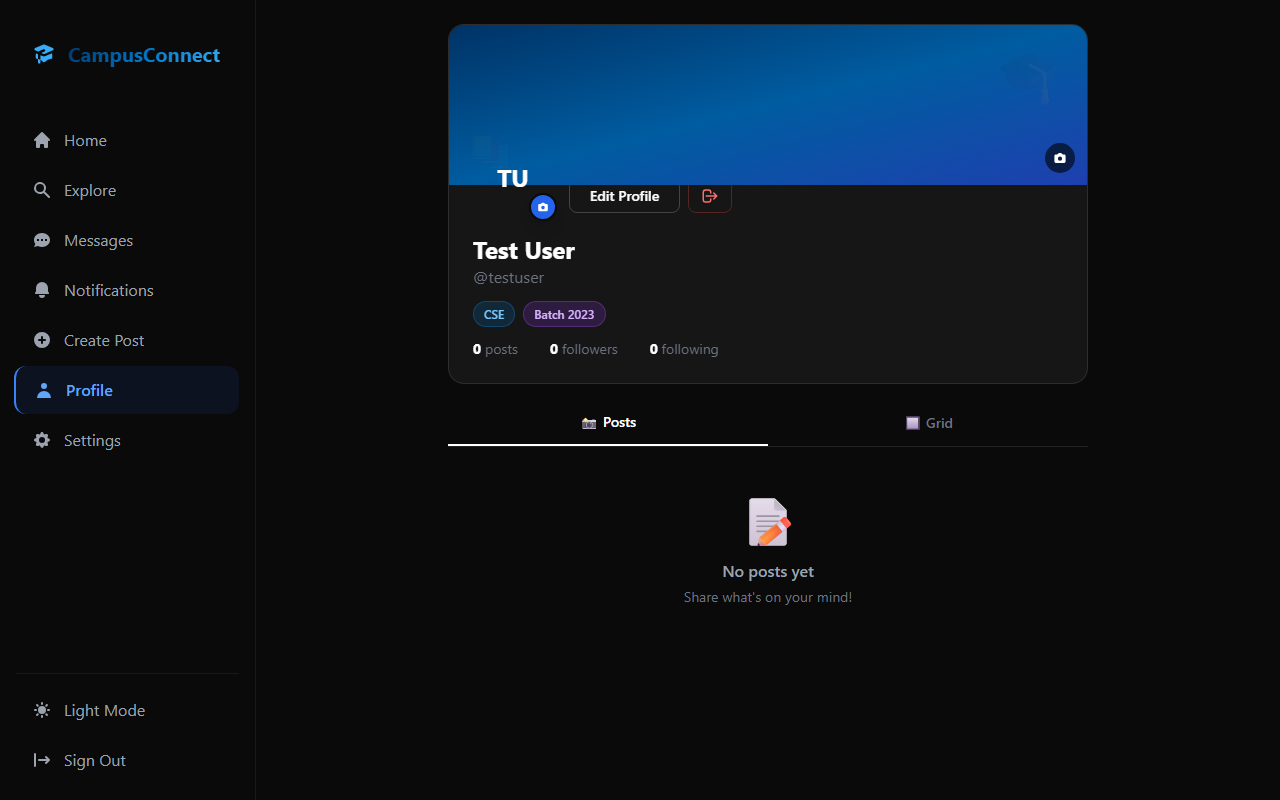 CampusConnect
Home
Explore
Messages
Notifications
Create Post
Profile
Settings
Light Mode
Sign Out
TU
Edit Profile
Test User
@testuser
CSE Batch 2023
0 posts 0 followers 0 following
Posts Grid
No posts yet
Share what's on your mind!